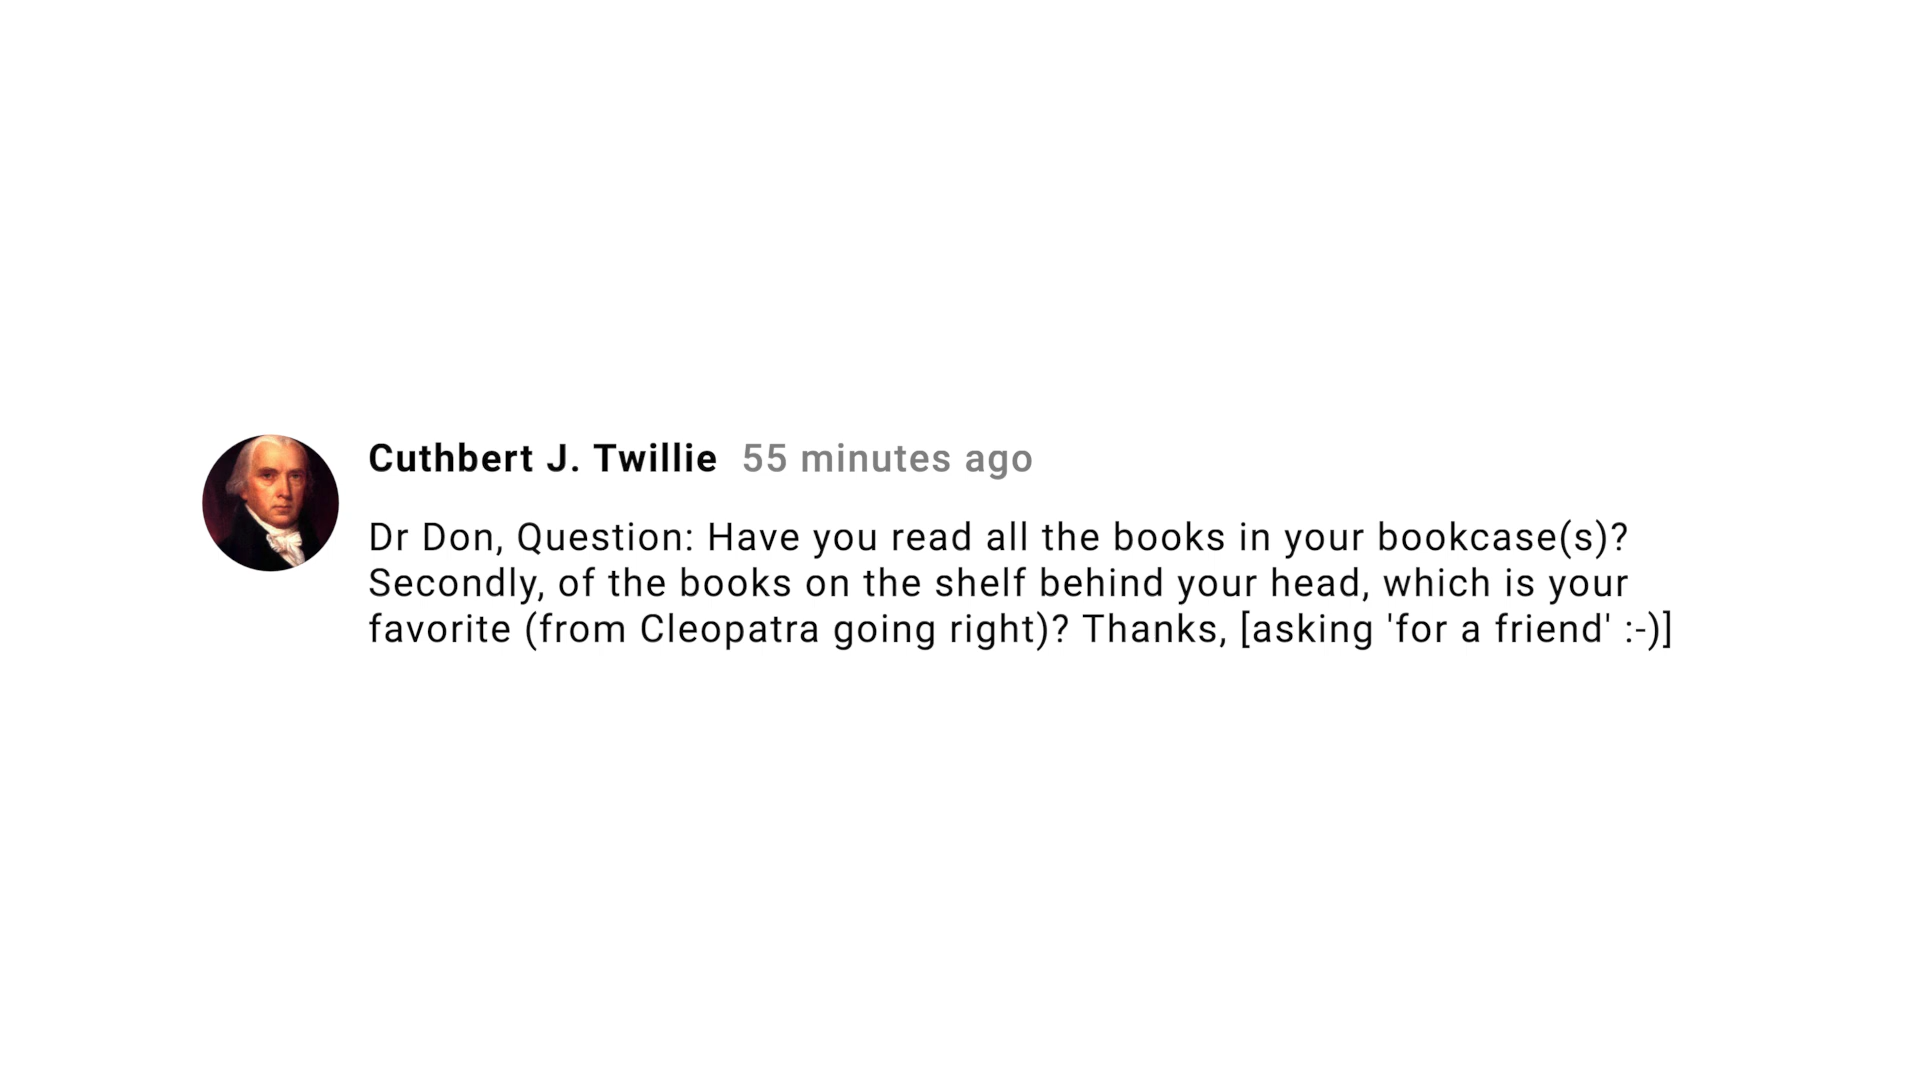 Cuthbert J. Twillie 55 minutes ago
Dr Don, Question: Have you read all the books in your bookcase(s)?
Secondly, of the books on the shelf behind your head, which is your
favorite (from Cleopatra going right)? Thanks, [asking 'for a friend' :-)]